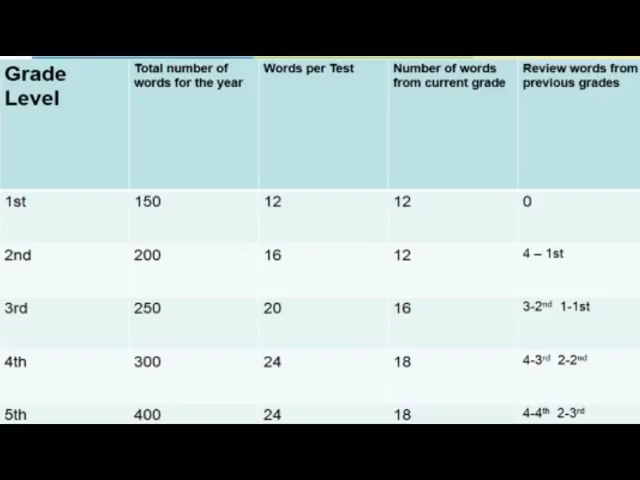 Grade Level
Total number of words for the year
Words per Test
Number of words from current grade
Review words from previous grades
1st 150 12 12 0
2nd 200 16 12 4 – 1st
3rd 250 20 16 3-2ⁿᵈ 1-1st
4th 300 24 18 4-3ʳᵈ 2-2ⁿᵈ
5th 400 24 18 4-4ᵗʰ 2-3ʳᵈ